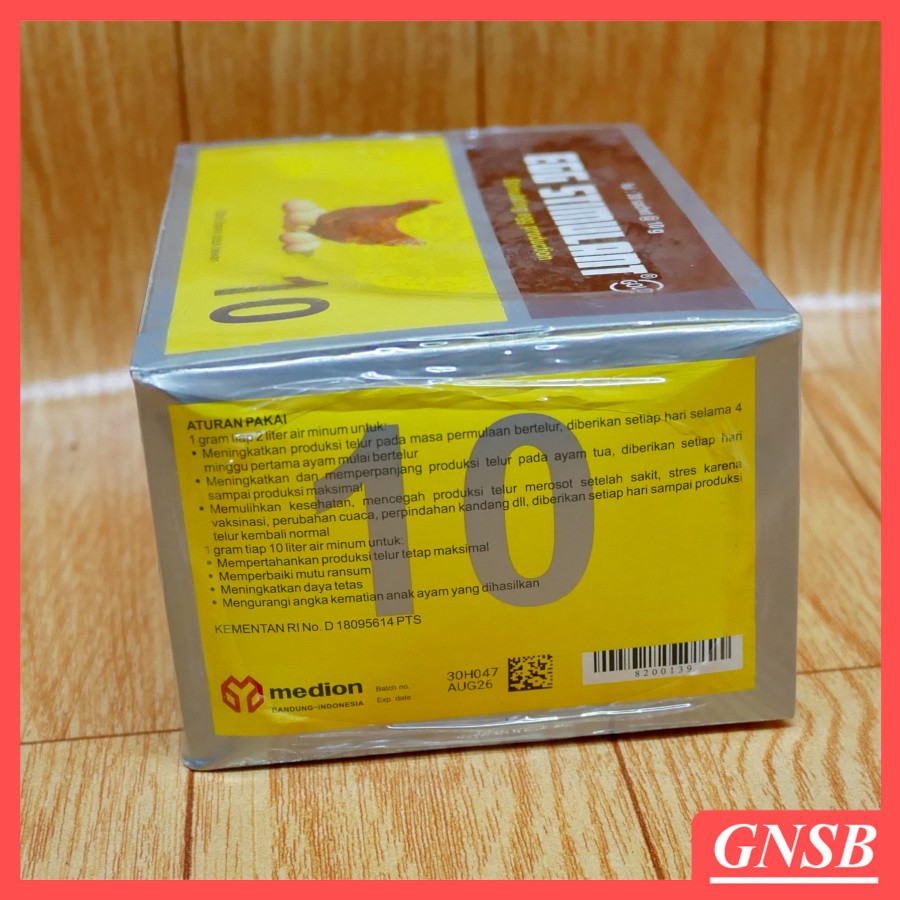 GNSB
EGG STIMULANT
10
ATURAN PAKAI
1 gram tiap 2 liter air minum untuk:
• Meningkatkan produksi telur pada masa permulaan bertelur, diberikan setiap hari selama 4
minggu pertama ayam mulai bertelur
• Meningkatkan dan memperpanjang produksi telur pada ayam tua, diberikan setiap hari
sampai produksi maksimal
• Memulihkan kesehatan, mencegah produksi telur merosot setelah sakit, stres karena
vaksinasi, perubahan cuaca, perpindahan kandang dll, diberikan setiap hari sampai produksi
telur kembali normal
1 gram tiap 10 liter air minum untuk:
• Mempertahankan produksi telur tetap maksimal
• Memperbaiki mutu ransum
• Meningkatkan daya tetas
• Mengurangi angka kematian anak ayam yang dihasilkan
10
KEMENTAN RI No. D 18095614 PTS
medion
BANDUNG-INDONESIA
Batch no. : 30H047
Exp. date : AUG26
8200139
GNSB